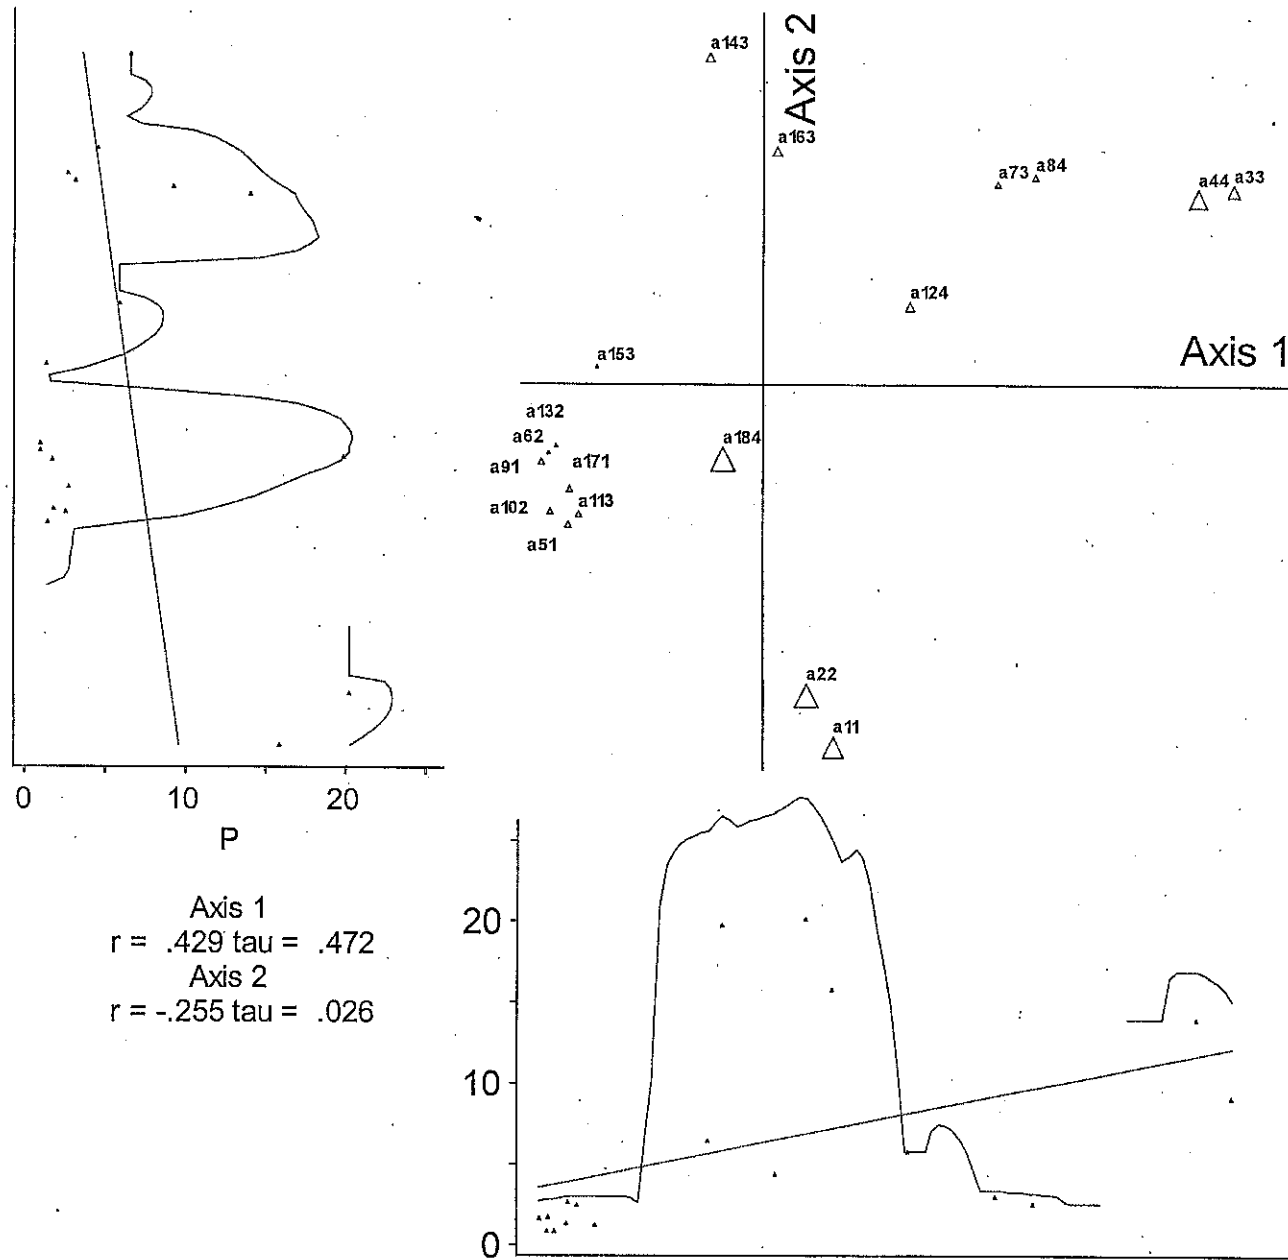 Axis 2
a143
a163
a73
a84
a44
a33
a124
Axis 1
a153
a132
a62
a91
a171
a184
a102
a113
a51
a22
a11
0
10
20
P
Axis 1
r = .429 tau = .472
Axis 2
r = -.255 tau = .026
20
10
0